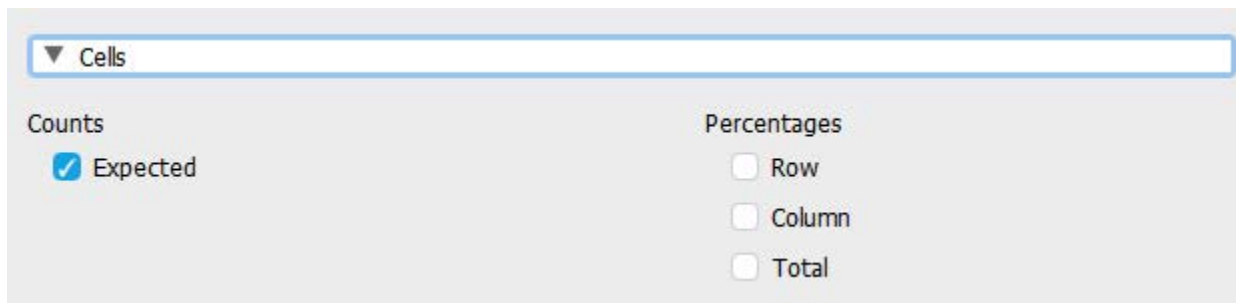 Cells
Counts
Expected
Percentages
Row
Column
Total